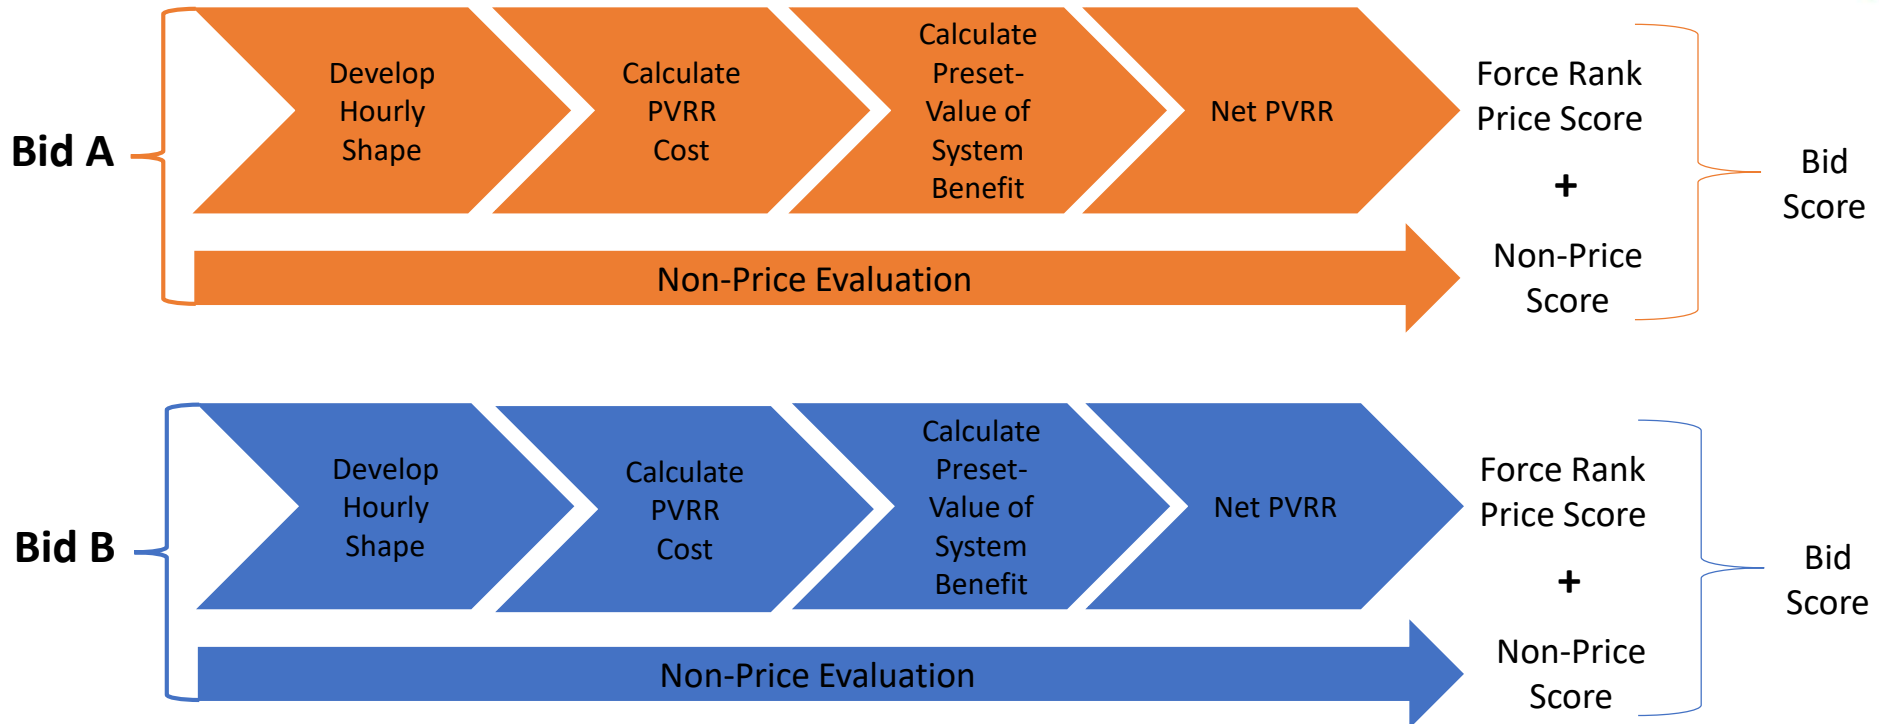 Bid A
Develop
Hourly
Shape
Calculate
PVRR
Cost
Calculate
Preset-
Value of
System
Benefit
Net PVRR
Force Rank
Price Score
+
Non-Price
Score
Bid
Score
Non-Price Evaluation
Bid B
Develop
Hourly
Shape
Calculate
PVRR
Cost
Calculate
Preset-
Value of
System
Benefit
Net PVRR
Force Rank
Price Score
+
Non-Price
Score
Bid
Score
Non-Price Evaluation